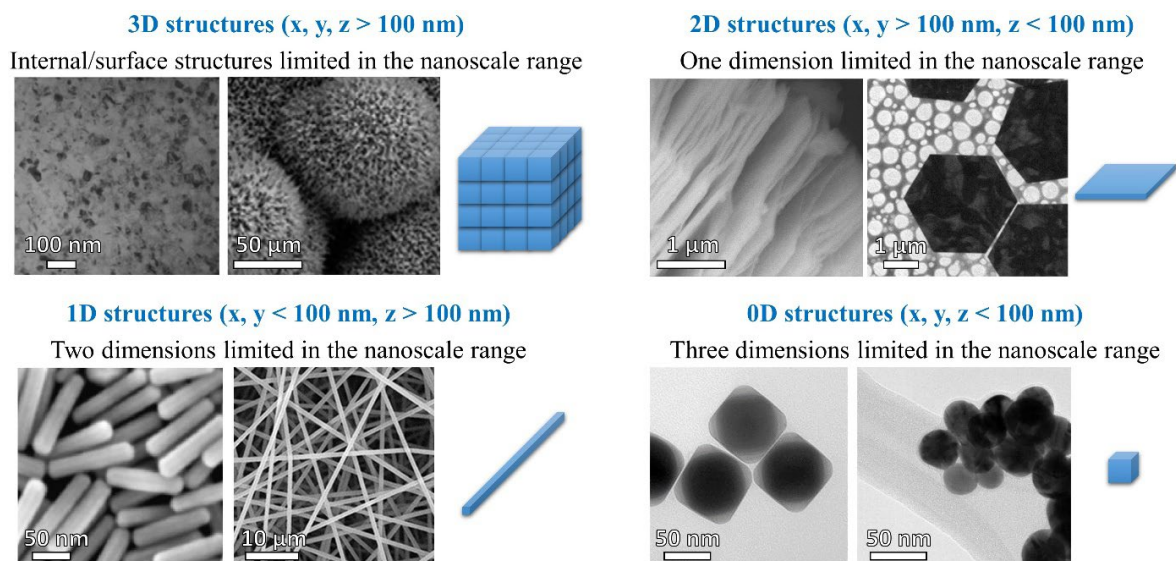 3D structures (x, y, z > 100 nm)
Internal/surface structures limited in the nanoscale range
100 nm
50 μm
2D structures (x, y > 100 nm, z < 100 nm)
One dimension limited in the nanoscale range
1 μm
1 μm
1D structures (x, y < 100 nm, z > 100 nm)
Two dimensions limited in the nanoscale range
50 nm
10 μm
0D structures (x, y, z < 100 nm)
Three dimensions limited in the nanoscale range
50 nm
50 nm